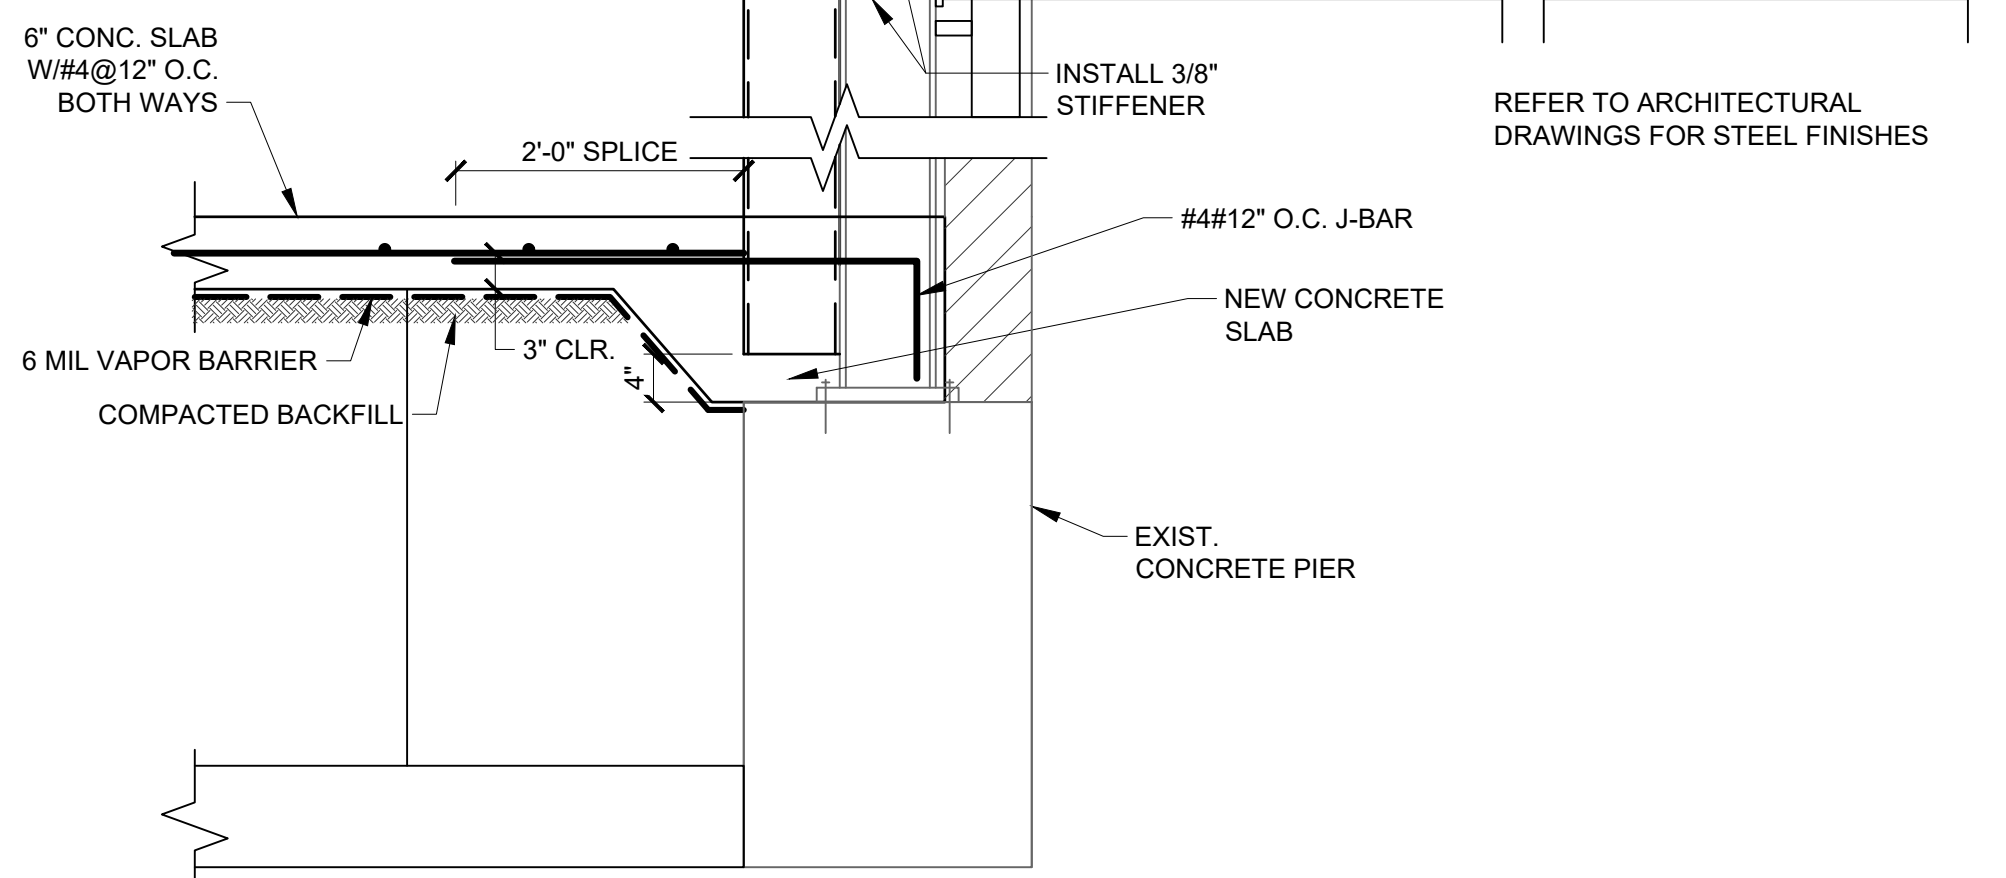 6" CONC. SLAB
W/#4@12" O.C.
BOTH WAYS
INSTALL 3/8"
STIFFENER
REFER TO ARCHITECTURAL
DRAWINGS FOR STEEL FINISHES
2'-0" SPLICE
#4#12" O.C. J-BAR
NEW CONCRETE
SLAB
6 MIL VAPOR BARRIER
3" CLR.
4"
COMPACTED BACKFILL
EXIST.
CONCRETE PIER